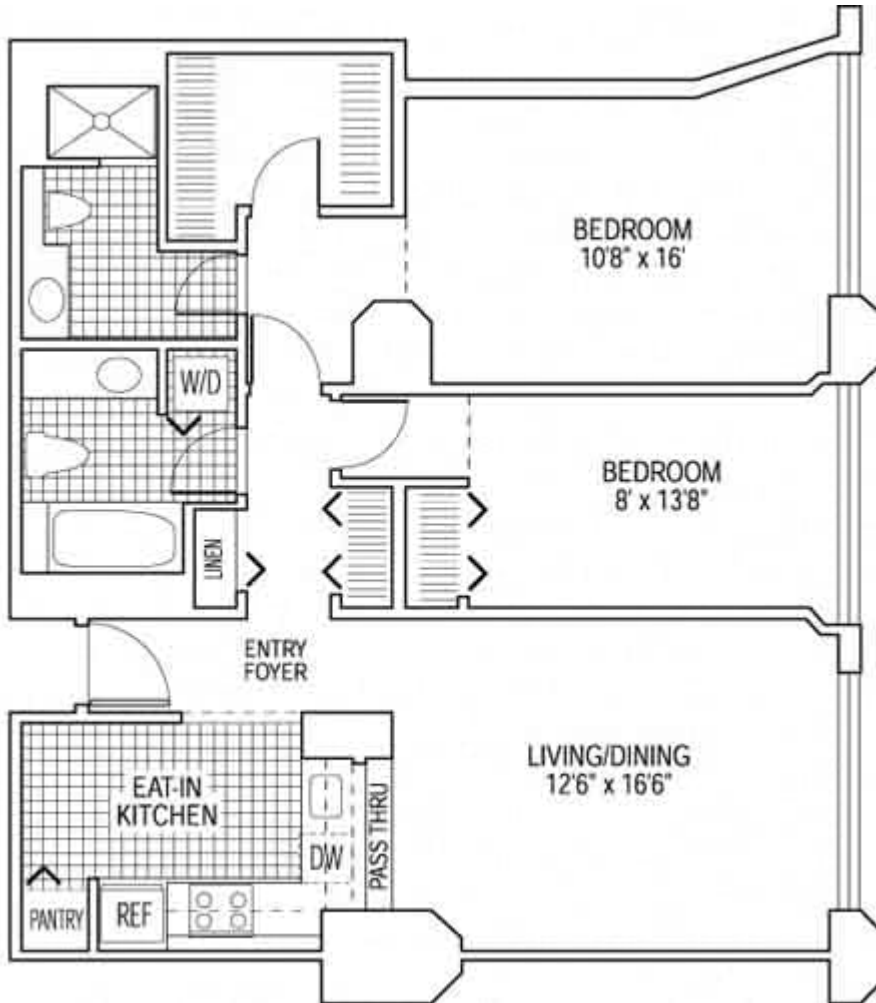 BEDROOM
10'8" x 16'
W/D
BEDROOM
8' x 13'8"
LINEN
ENTRY
FOYER
LIVING/DINING
12'6" x 16'6"
EAT-IN
KITCHEN
PASS THRU
DW
PANTRY
REF